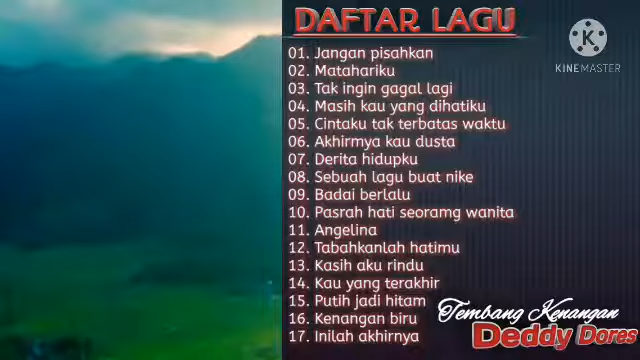 DAFTAR LAGU
KINEMASTER
01. Jangan pisahkan
02. Matahariku
03. Tak ingin gagal lagi
04. Masih kau yang dihatiku
05. Cintaku tak terbatas waktu
06. Akhirmya kau dusta
07. Derita hidupku
08. Sebuah lagu buat nike
09. Badai berlalu
10. Pasrah hati seoramg wanita
11. Angelina
12. Tabahkanlah hatimu
13. Kasih aku rindu
14. Kau yang terakhir
15. Putih jadi hitam
16. Kenangan biru
17. Inilah akhirnya
Tembang Kenangan
Deddy Dores